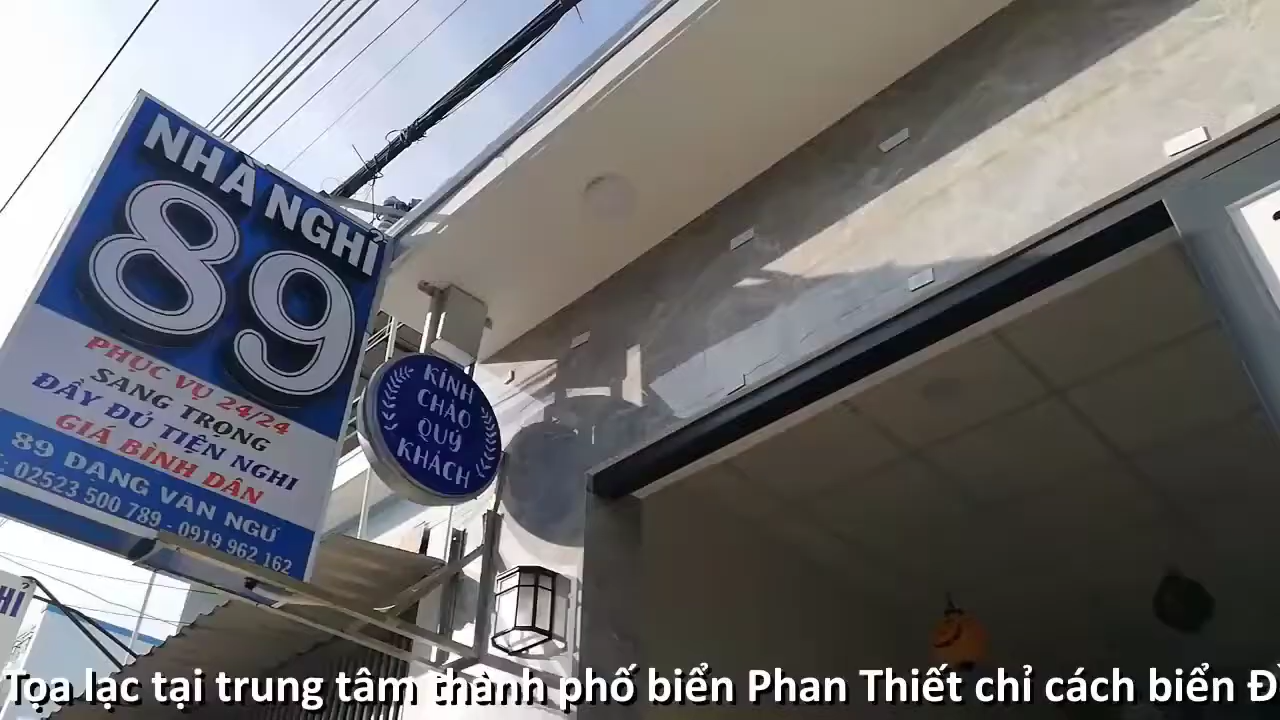 NHÀ NGHỈ
89
PHỤC VỤ 24/24
SANG TRỌNG
ĐẦY ĐỦ TIỆN NGHI
GIÁ BÌNH DÂN
89 ĐẶNG VĂN NGỮ
: 02523 500 789 - 0919 962 162
KÍNH
CHÀO
QUÝ
KHÁCH
Tọa lạc tại trung tâm thành phố biển Phan Thiết chỉ cách biển Đ